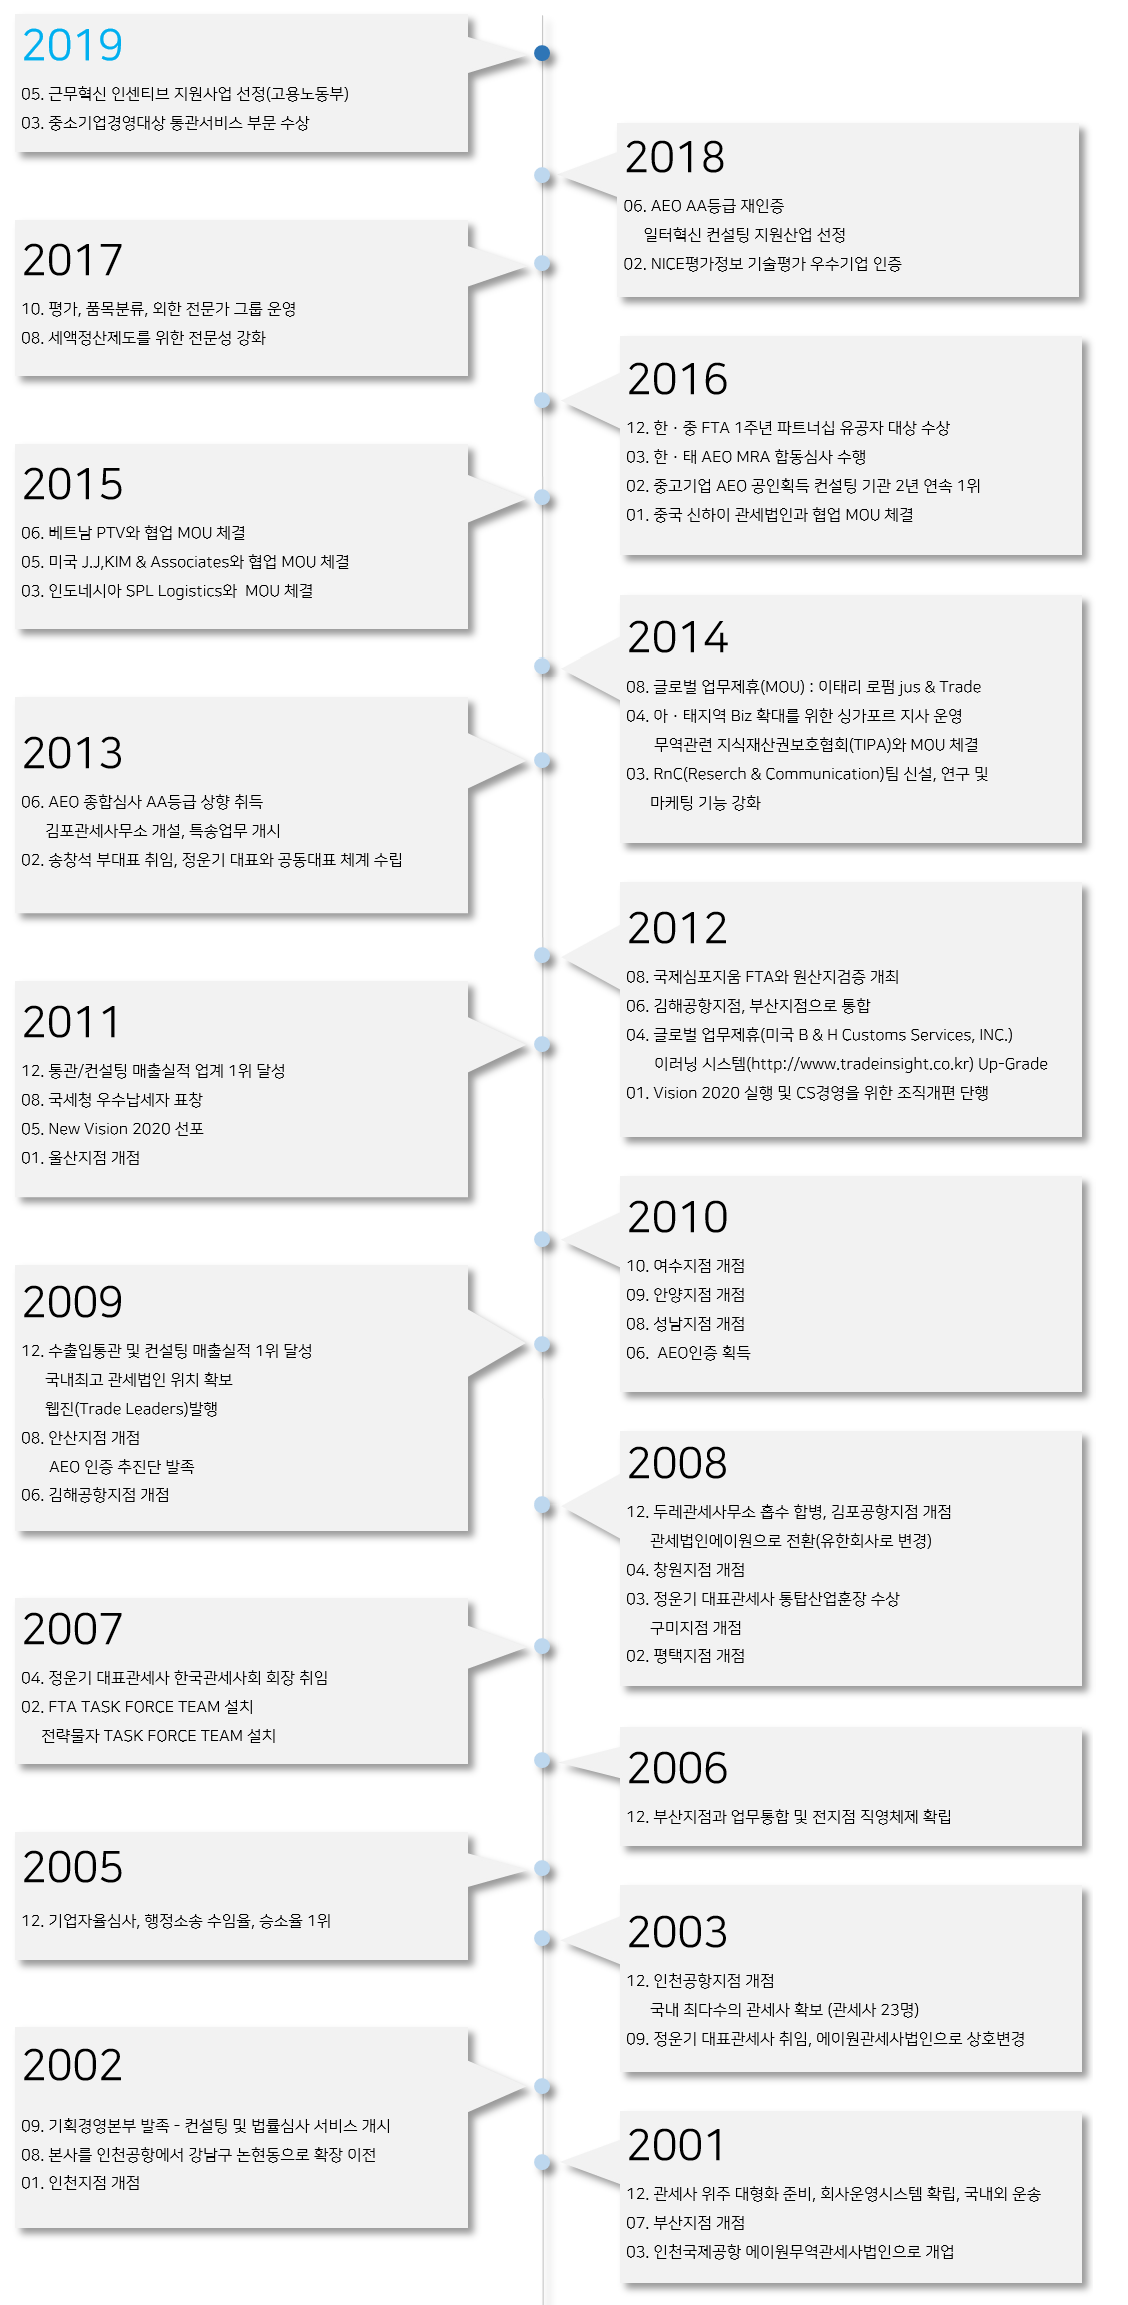 2019
05. 근무혁신 인센티브 지원사업 선정(고용노동부)
03. 중소기업경영대상 통관서비스 부문 수상
2018
06. AEO AA등급 재인증
일터혁신 컨설팅 지원산업 선정
02. NICE평가정보 기술평가 우수기업 인증
2017
10. 평가, 품목분류, 외한 전문가 그룹 운영
08. 세액정산제도를 위한 전문성 강화
2016
12. 한 · 중 FTA 1주년 파트너십 유공자 대상 수상
03. 한 · 태 AEO MRA 합동심사 수행
02. 중고기업 AEO 공인획득 컨설팅 기관 2년 연속 1위
01. 중국 신하이 관세법인과 협업 MOU 체결
2015
06. 베트남 PTV와 협업 MOU 체결
05. 미국 J.J,KIM & Associates와 협업 MOU 체결
03. 인도네시아 SPL Logistics와  MOU 체결
2014
08. 글로벌 업무제휴(MOU) : 이태리 로펌 jus & Trade
04. 아 · 태지역 Biz 확대를 위한 싱가포르 지사 운영
무역관련 지식재산권보호협회(TIPA)와 MOU 체결
03. RnC(Reserch & Communication)팀 신설, 연구 및
마케팅 기능 강화
2013
06. AEO 종합심사 AA등급 상향 취득
김포관세사무소 개설, 특송업무 개시
02. 송창석 부대표 취임, 정운기 대표와 공동대표 체계 수립
2012
08. 국제심포지움 FTA와 원산지검증 개최
06. 김해공항지점, 부산지점으로 통합
04. 글로벌 업무제휴(미국 B & H Customs Services, INC.)
이러닝 시스템(http://www.tradeinsight.co.kr) Up-Grade
01. Vision 2020 실행 및 CS경영을 위한 조직개편 단행
2011
12. 통관/컨설팅 매출실적 업계 1위 달성
08. 국세청 우수납세자 표창
05. New Vision 2020 선포
01. 울산지점 개점
2010
10. 여수지점 개점
09. 안양지점 개점
08. 성남지점 개점
06.  AEO인증 획득
2009
12. 수출입통관 및 컨설팅 매출실적 1위 달성
국내최고 관세법인 위치 확보
웹진(Trade Leaders)발행
08. 안산지점 개점
AEO 인증 추진단 발족
06. 김해공항지점 개점
2008
12. 두레관세사무소 흡수 합병, 김포공항지점 개점
관세법인에이원으로 전환(유한회사로 변경)
04. 창원지점 개점
03. 정운기 대표관세사 통탑산업훈장 수상
구미지점 개점
02. 평택지점 개점
2007
04. 정운기 대표관세사 한국관세사회 회장 취임
02. FTA TASK FORCE TEAM 설치
전략물자 TASK FORCE TEAM 설치
2006
12. 부산지점과 업무통합 및 전지점 직영체제 확립
2005
12. 기업자율심사, 행정소송 수임율, 승소율 1위
2003
12. 인천공항지점 개점
국내 최다수의 관세사 확보 (관세사 23명)
09. 정운기 대표관세사 취임, 에이원관세사법인으로 상호변경
2002
09. 기획경영본부 발족 - 컨설팅 및 법률심사 서비스 개시
08. 본사를 인천공항에서 강남구 논현동으로 확장 이전
01. 인천지점 개점
2001
12. 관세사 위주 대형화 준비, 회사운영시스템 확립, 국내외 운송
07. 부산지점 개점
03. 인천국제공항 에이원무역관세사법인으로 개업